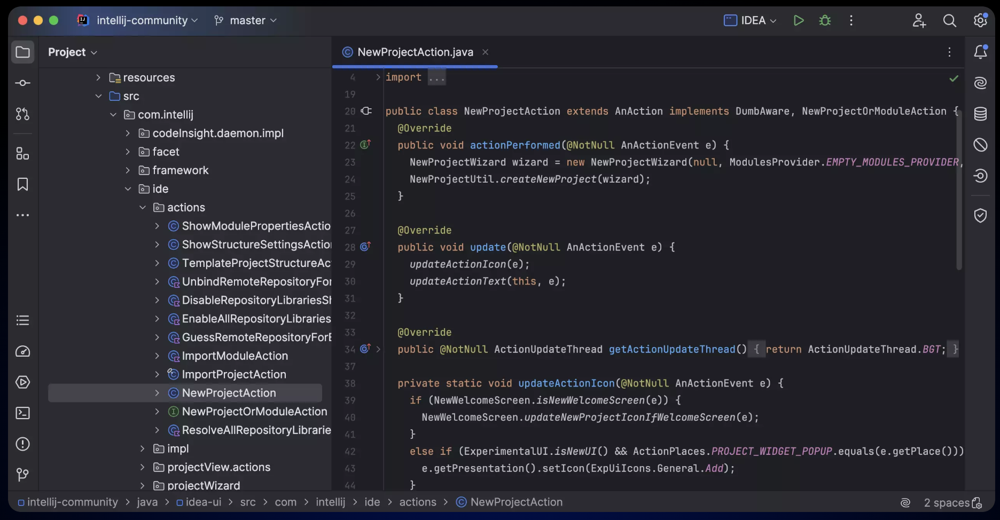 intellij-community
master
IDEA
Project
NewProjectAction.java
resources
src
com.intellij
codeInsight.daemon.impl
facet
framework
ide
actions
ShowModulePropertiesActio
ShowStructureSettingsActio
TemplateProjectStructureAc
UnbindRemoteRepositoryFor
DisableRepositoryLibrariesSh
EnableAllRepositoryLibraries
GuessRemoteRepositoryForE
ImportModuleAction
ImportProjectAction
NewProjectAction
NewProjectOrModuleAction
ResolveAllRepositoryLibrarie
impl
projectView.actions
projectWizard
4 import ...
19
20 public class NewProjectAction extends AnAction implements DumbAware, NewProjectOrModuleAction {
21 @Override
22 public void actionPerformed(@NotNull AnActionEvent e) {
23 NewProjectWizard wizard = new NewProjectWizard(null, ModulesProvider.EMPTY_MODULES_PROVIDER,
24 NewProjectUtil.createNewProject(wizard);
25 }
26
27 @Override
28 public void update(@NotNull AnActionEvent e) {
29 updateActionIcon(e);
30 updateActionText(this, e);
31 }
32
33 @Override
34 public @NotNull ActionUpdateThread getActionUpdateThread() { return ActionUpdateThread.BGT; }
37
38 private static void updateActionIcon(@NotNull AnActionEvent e) {
39 if (NewWelcomeScreen.isNewWelcomeScreen(e)) {
40 NewWelcomeScreen.updateNewProjectIconIfWelcomeScreen(e);
41 }
42 else if (ExperimentalUI.isNewUI() && ActionPlaces.PROJECT_WIDGET_POPUP.equals(e.getPlace()))
43 e.getPresentation().setIcon(ExpUiIcons.General.Add);
44 }
intellij-community > java > idea-ui > src > com > intellij > ide > actions > NewProjectAction
2 spaces